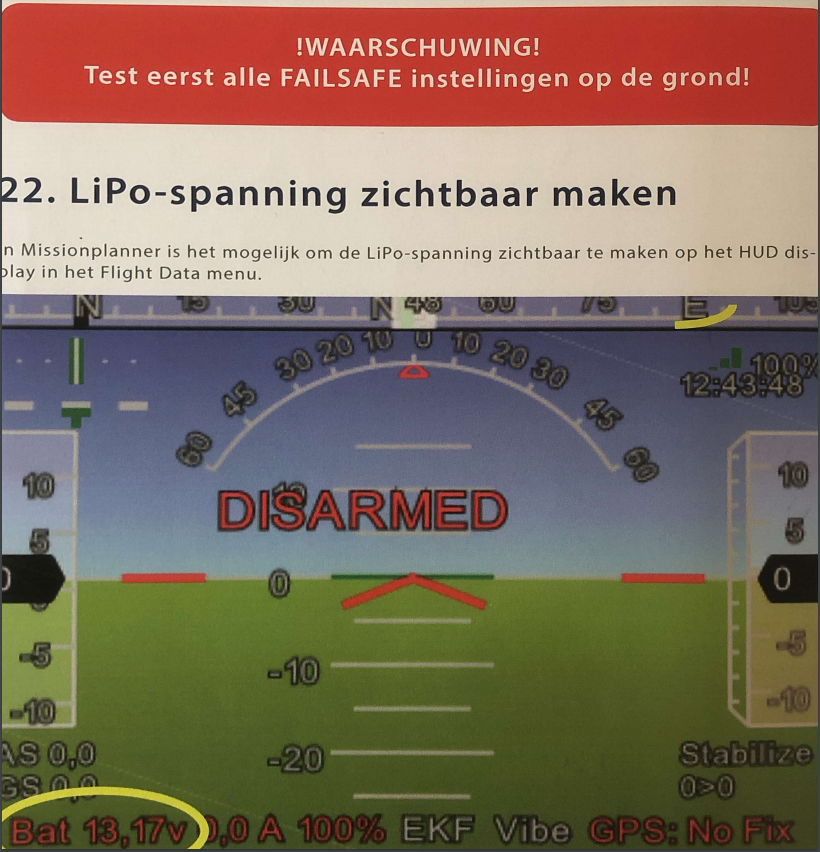 !WAARSCHUWING!
Test eerst alle FAILSAFE instellingen op de grond!
22. LiPo-spanning zichtbaar maken
n Missionplanner is het mogelijk om de LiPo-spanning zichtbaar te maken op het HUD dis-
play in het Flight Data menu.
N 15 30 N 48 60 75 E 105
60 45 30 20 10 0 10 20 30 45 60
100%
12:43:48
10 10
5 5
DISARMED
0 0 0
-5 -5
-10 -10 -10
AS 0,0 -20 Stabilize
GS 0,0 0>0
Bat 13,17v 0,0 A 100% EKF Vibe GPS: No Fix